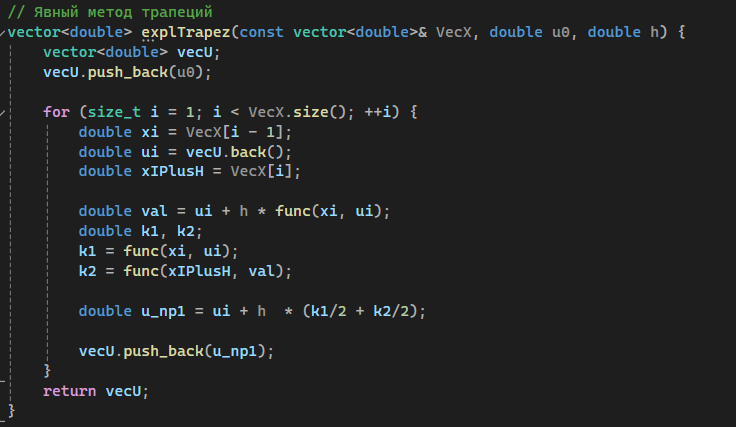 // Явный метод трапеций
vector<double> explTrapez(const vector<double>& VecX, double u0, double h) {
    vector<double> vecU;
    vecU.push_back(u0);

    for (size_t i = 1; i < VecX.size(); ++i) {
        double xi = VecX[i - 1];
        double ui = vecU.back();
        double xIPlusH = VecX[i];

        double val = ui + h * func(xi, ui);
        double k1, k2;
        k1 = func(xi, ui);
        k2 = func(xIPlusH, val);

        double u_np1 = ui + h  * (k1/2 + k2/2);

        vecU.push_back(u_np1);
    }
    return vecU;
}